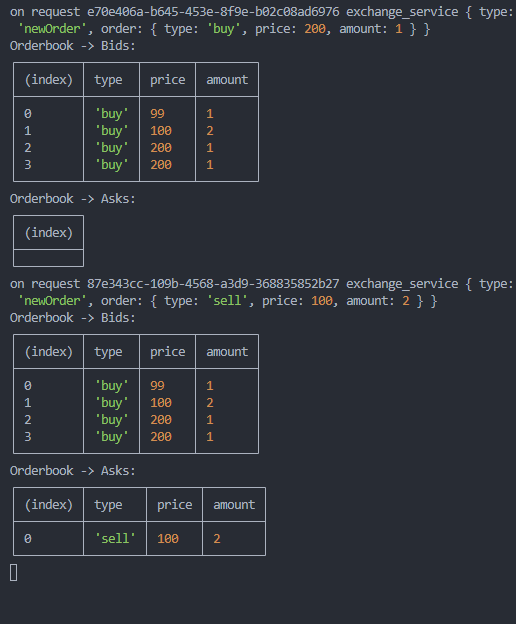 on request e70e406a-b645-453e-8f9e-b02c08ad6976 exchange_service { type:
'newOrder', order: { type: 'buy', price: 200, amount: 1 } }
Orderbook -> Bids:
(index) type price amount
0 'buy' 99 1
1 'buy' 100 2
2 'buy' 200 1
3 'buy' 200 1
Orderbook -> Asks:
(index)
on request 87e343cc-109b-4568-a3d9-368835852b27 exchange_service { type:
'newOrder', order: { type: 'sell', price: 100, amount: 2 } }
Orderbook -> Bids:
(index) type price amount
0 'buy' 99 1
1 'buy' 100 2
2 'buy' 200 1
3 'buy' 200 1
Orderbook -> Asks:
(index) type price amount
0 'sell' 100 2